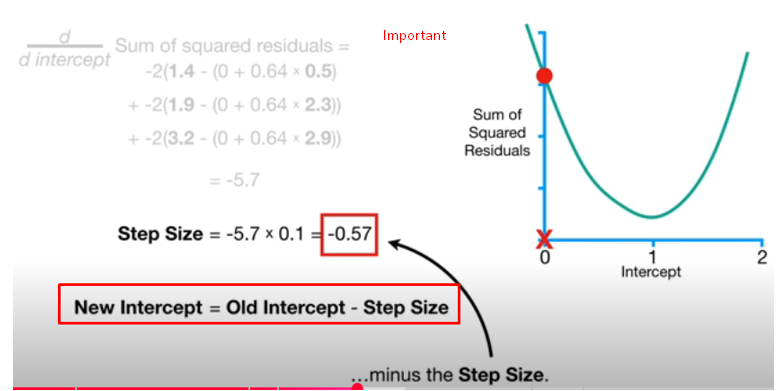 Important
d
d intercept
Sum of squared residuals =
-2(1.4 - (0 + 0.64 × 0.5)
+ -2(1.9 - (0 + 0.64 × 2.3))
+ -2(3.2 - (0 + 0.64 × 2.9))
= -5.7
Step Size = -5.7 × 0.1 = -0.57
New Intercept = Old Intercept - Step Size
...minus the Step Size.
Sum of
Squared
Residuals
0 1 2
Intercept